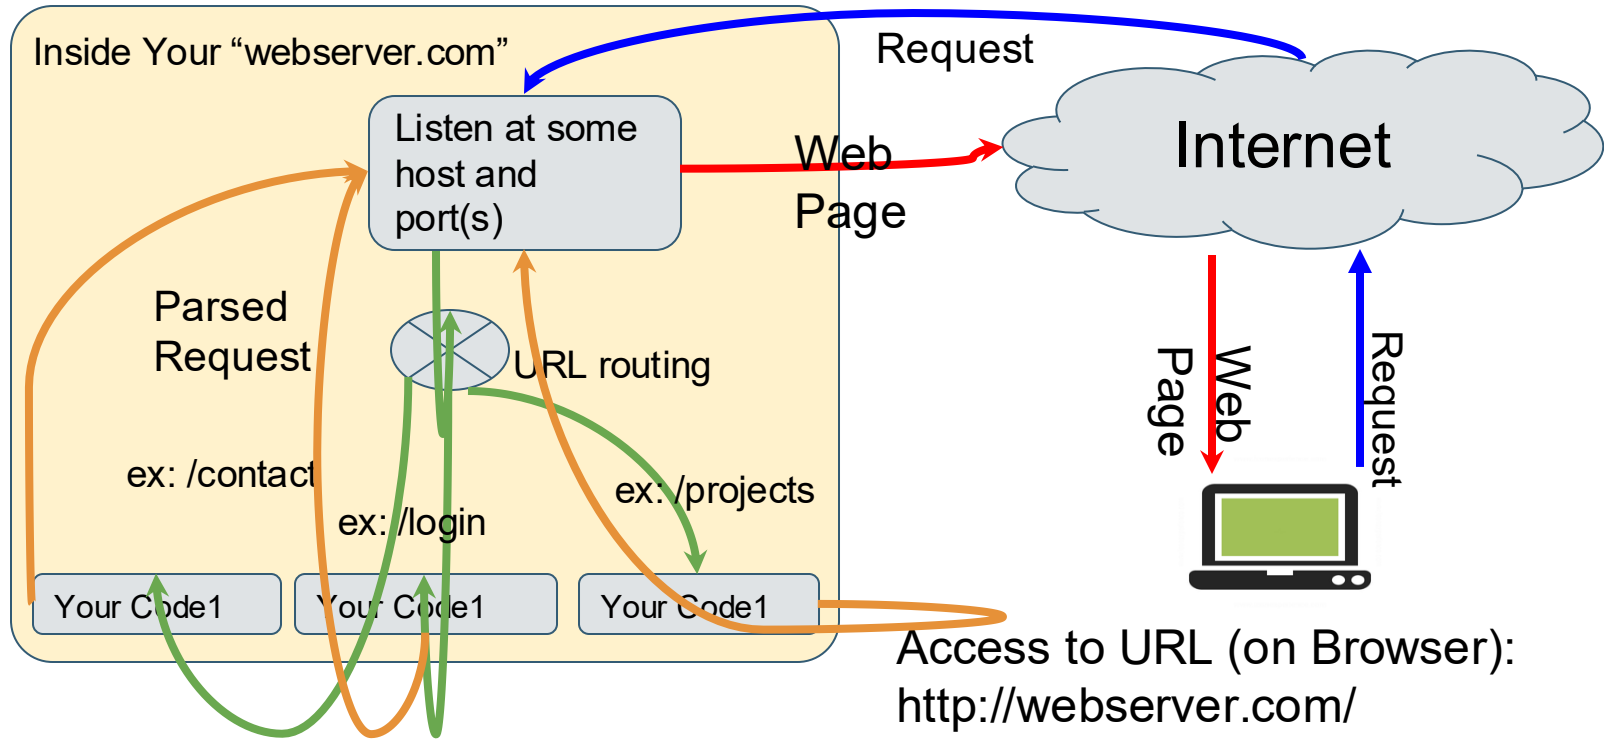 Inside Your “webserver.com”
Request
Listen at some
host and
port(s)
Web
Page
Internet
Parsed
Request
URL routing
Web
Page
Request
ex: /contact
ex: /login
ex: /projects
Your Code1
Your Code1
Your Code1
Access to URL (on Browser):
http://webserver.com/